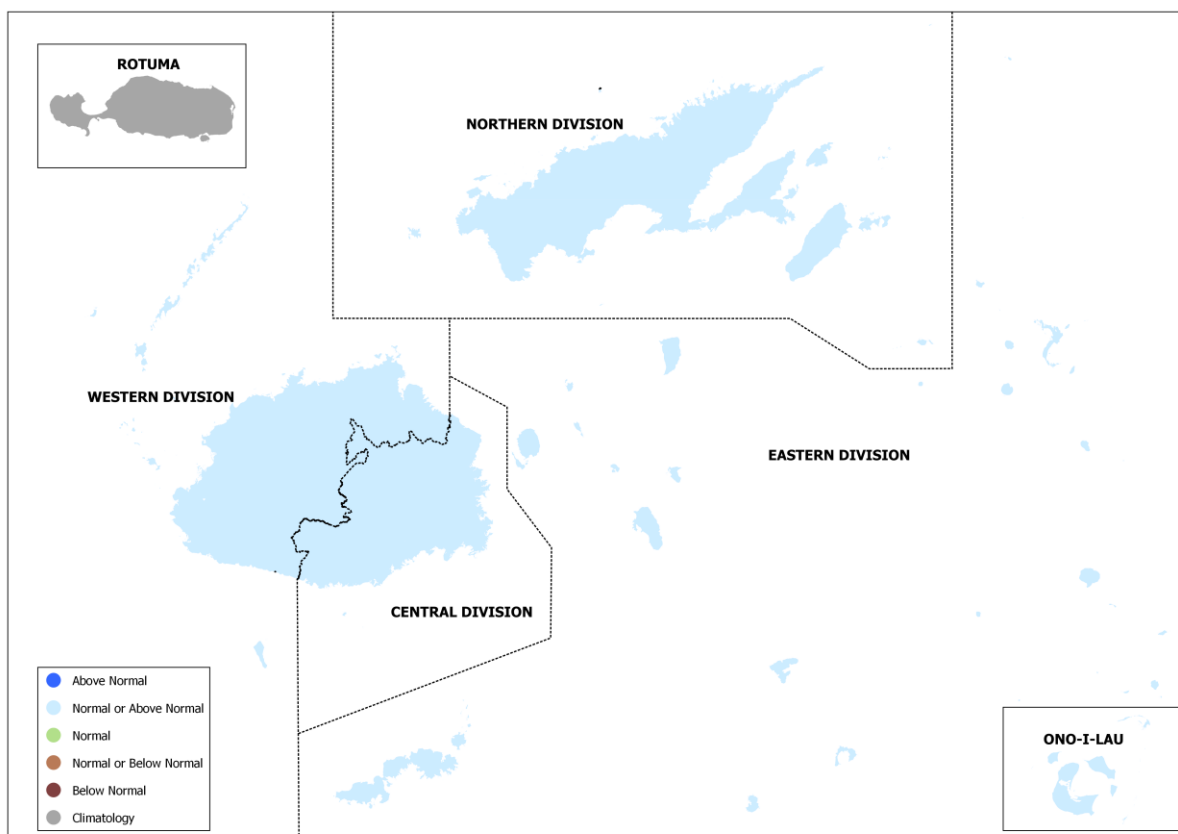 ROTUMA
NORTHERN DIVISION
WESTERN DIVISION
EASTERN DIVISION
CENTRAL DIVISION
Above Normal
Normal or Above Normal
Normal
Normal or Below Normal
Below Normal
Climatology
ONO-I-LAU